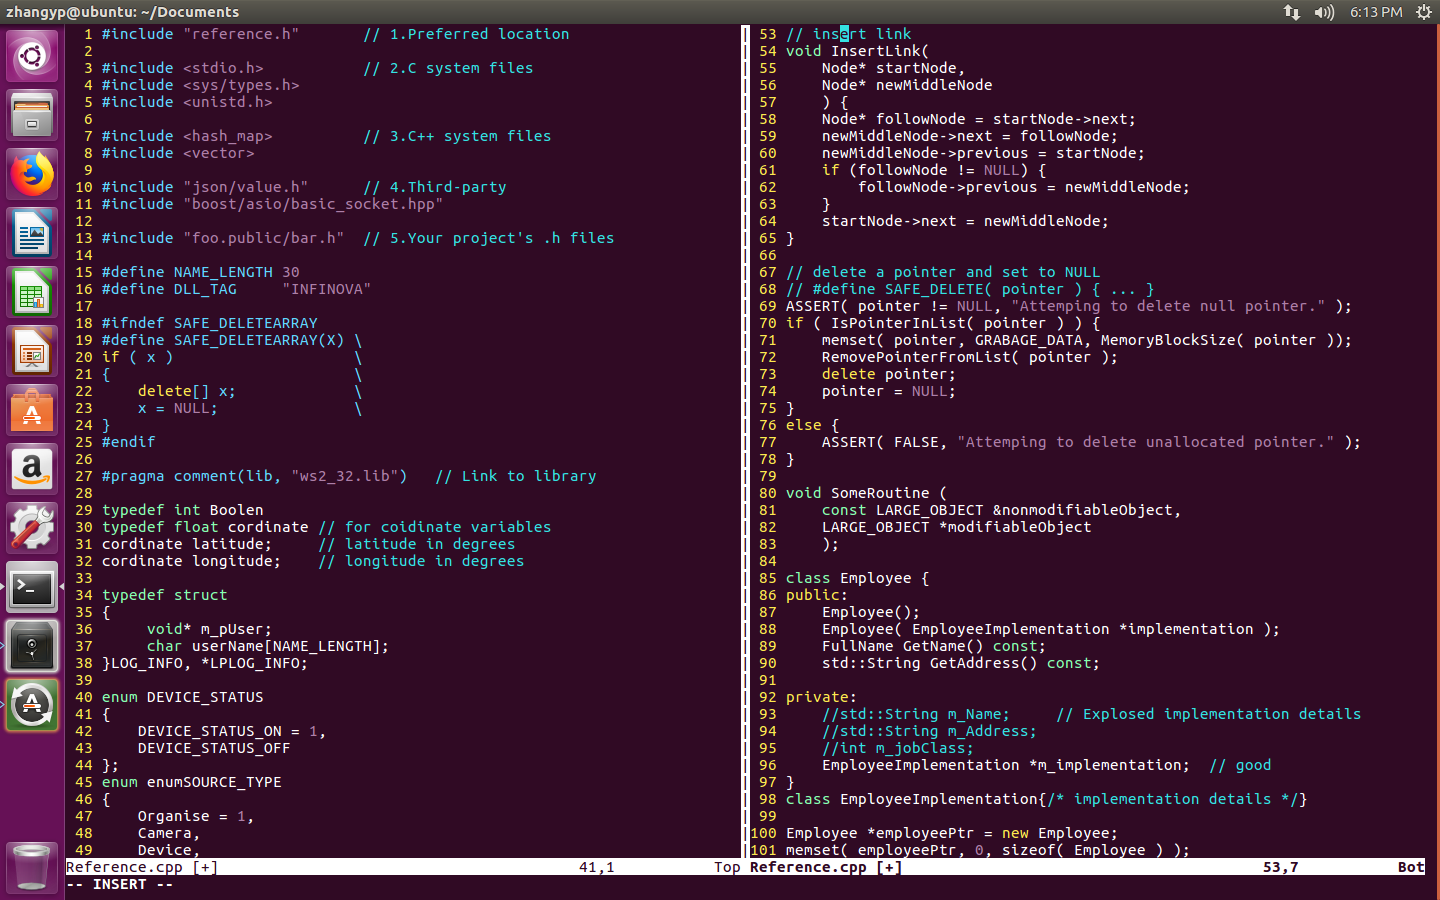 zhangyp@ubuntu: ~/Documents
6:13 PM
1 #include "reference.h"       // 1.Preferred location
2
3 #include <stdio.h>           // 2.C system files
4 #include <sys/types.h>
5 #include <unistd.h>
6
7 #include <hash_map>          // 3.C++ system files
8 #include <vector>
9
10 #include "json/value.h"      // 4.Third-party
11 #include "boost/asio/basic_socket.hpp"
12
13 #include "foo.public/bar.h"  // 5.Your project's .h files
14
15 #define NAME_LENGTH 30
16 #define DLL_TAG     "INFINOVA"
17
18 #ifndef SAFE_DELETEARRAY
19 #define SAFE_DELETEARRAY(X) \
20 if ( x )                    \
21 {                           \
22     delete[] x;             \
23     x = NULL;               \
24 }
25 #endif
26
27 #pragma comment(lib, "ws2_32.lib")   // Link to library
28
29 typedef int Boolen
30 typedef float cordinate // for coidinate variables
31 cordinate latitude;     // latitude in degrees
32 cordinate longitude;    // longitude in degrees
33
34 typedef struct
35 {
36      void* m_pUser;
37      char userName[NAME_LENGTH];
38 }LOG_INFO, *LPLOG_INFO;
39
40 enum DEVICE_STATUS
41 {
42     DEVICE_STATUS_ON = 1,
43     DEVICE_STATUS_OFF
44 };
45 enum enumSOURCE_TYPE
46 {
47     Organise = 1,
48     Camera,
49     Device,
Reference.cpp [+]                                        41,1           Top
53 // insert link
54 void InsertLink(
55     Node* startNode,
56     Node* newMiddleNode
57     ) {
58     Node* followNode = startNode->next;
59     newMiddleNode->next = followNode;
60     newMiddleNode->previous = startNode;
61     if (followNode != NULL) {
62         followNode->previous = newMiddleNode;
63     }
64     startNode->next = newMiddleNode;
65 }
66
67 // delete a pointer and set to NULL
68 // #define SAFE_DELETE( pointer ) { ... }
69 ASSERT( pointer != NULL, "Attemping to delete null pointer." );
70 if ( IsPointerInList( pointer ) ) {
71     memset( pointer, GRABAGE_DATA, MemoryBlockSize( pointer ));
72     RemovePointerFromList( pointer );
73     delete pointer;
74     pointer = NULL;
75 }
76 else {
77     ASSERT( FALSE, "Attemping to delete unallocated pointer." );
78 }
79
80 void SomeRoutine (
81     const LARGE_OBJECT &nonmodifiableObject,
82     LARGE_OBJECT *modifiableObject
83     );
84
85 class Employee {
86 public:
87     Employee();
88     Employee( EmployeeImplementation *implementation );
89     FullName GetName() const;
90     std::String GetAddress() const;
91
92 private:
93     //std::String m_Name;     // Explosed implementation details
94     //std::String m_Address;
95     //int m_jobClass;
96     EmployeeImplementation *m_implementation;  // good
97 }
98 class EmployeeImplementation{/* implementation details */}
99
100 Employee *employeePtr = new Employee;
101 memset( employeePtr, 0, sizeof( Employee ) );
Reference.cpp [+]                                        53,7           Bot
-- INSERT --